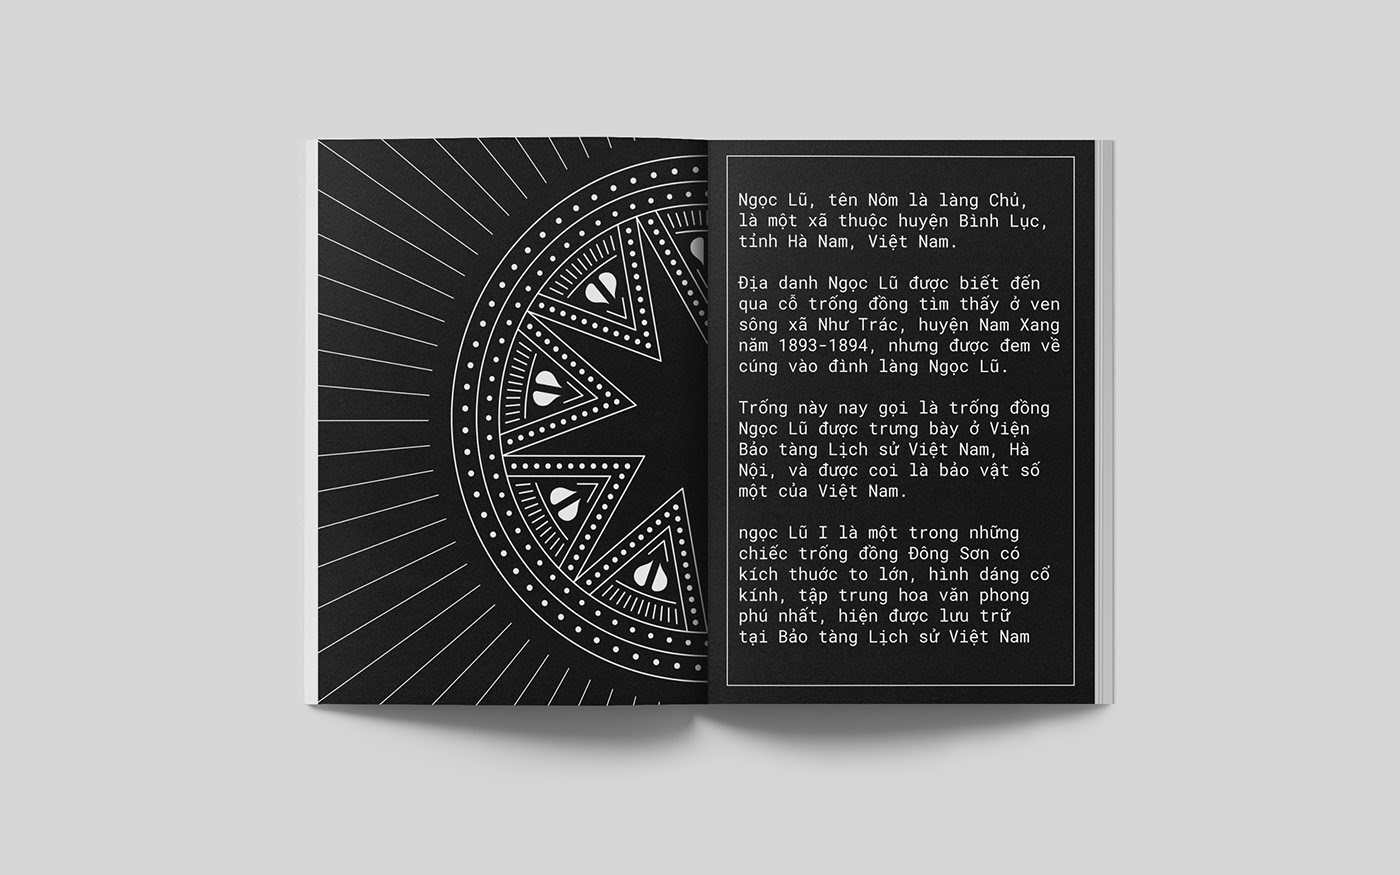 Ngọc Lũ, tên Nôm là làng Chủ,
là một xã thuộc huyện Bình Lục,
tỉnh Hà Nam, Việt Nam.
Địa danh Ngọc Lũ được biết đến
qua cỗ trống đồng tìm thấy ở ven
sông xã Như Trác, huyện Nam Xang
năm 1893-1894, nhưng được đem về
cúng vào đình làng Ngọc Lũ.
Trống này nay gọi là trống đồng
Ngọc Lũ được trưng bày ở Viện
Bảo tàng Lịch sử Việt Nam, Hà
Nội, và được coi là bảo vật số
một của Việt Nam.
ngọc Lũ I là một trong những
chiếc trống đồng Đông Sơn có
kích thước to lớn, hình dáng cổ
kính, tập trung hoa văn phong
phú nhất, hiện được lưu trữ
tại Bảo tàng Lịch sử Việt Nam